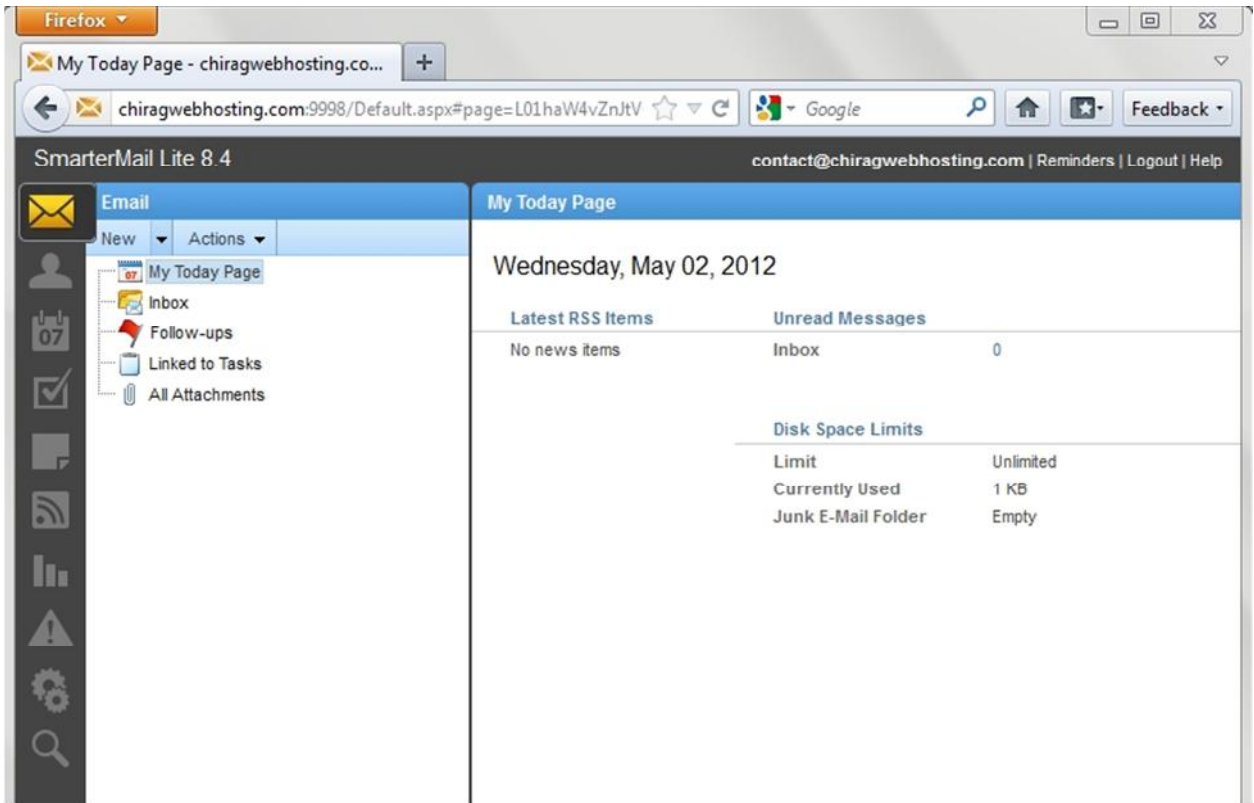 Firefox
My Today Page - chiragwebhosting.co...
chiragwebhosting.com:9998/Default.aspx#page=L01haW4vZnJtV
Google
Feedback
SmarterMail Lite 8.4
contact@chiragwebhosting.com | Reminders | Logout | Help
Email
New
Actions
07
My Today Page
Inbox
Follow-ups
Linked to Tasks
All Attachments
07
My Today Page
Wednesday, May 02, 2012
Latest RSS Items
No news items
Unread Messages
Inbox 0
Disk Space Limits
Limit Unlimited
Currently Used 1 KB
Junk E-Mail Folder Empty